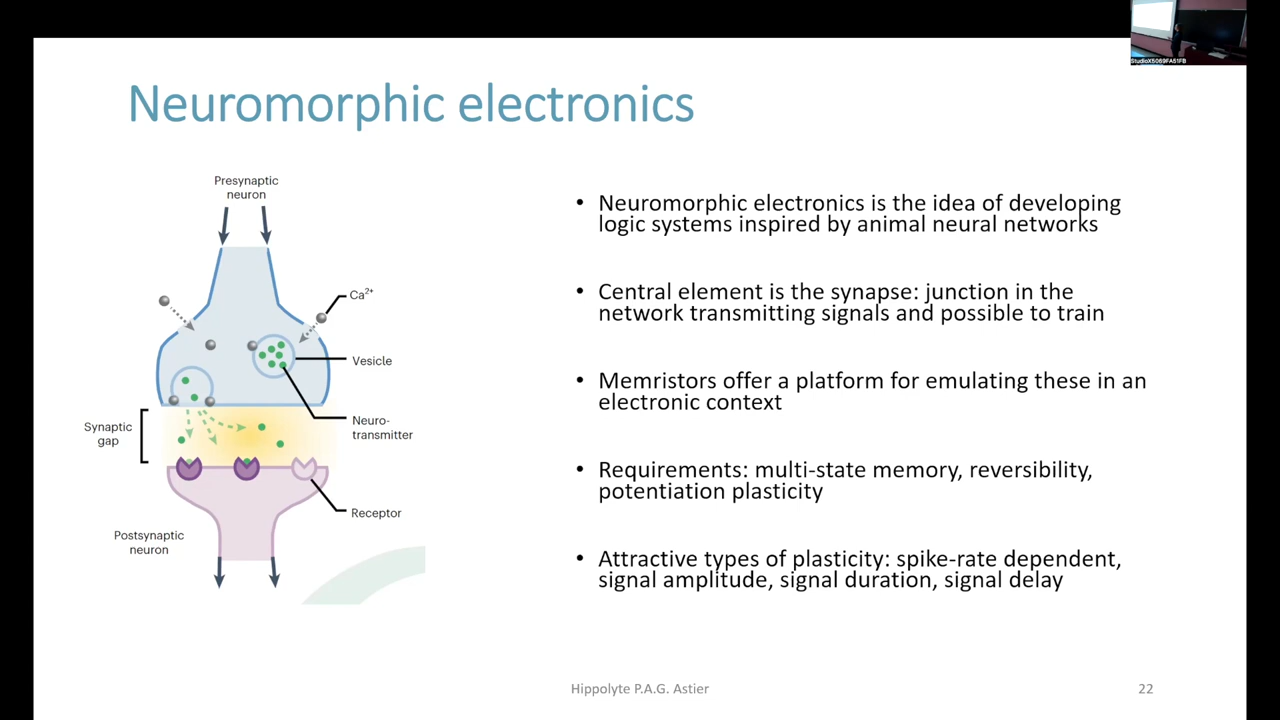 StudioX5069FA51FB
Neuromorphic electronics
Presynaptic
neuron
Ca²⁺
Vesicle
Neuro-
transmitter
Synaptic
gap
Receptor
Postsynaptic
neuron
• Neuromorphic electronics is the idea of developing
logic systems inspired by animal neural networks
• Central element is the synapse: junction in the
network transmitting signals and possible to train
• Memristors offer a platform for emulating these in an
electronic context
• Requirements: multi-state memory, reversibility,
potentiation plasticity
• Attractive types of plasticity: spike-rate dependent,
signal amplitude, signal duration, signal delay
Hippolyte P.A.G. Astier
22